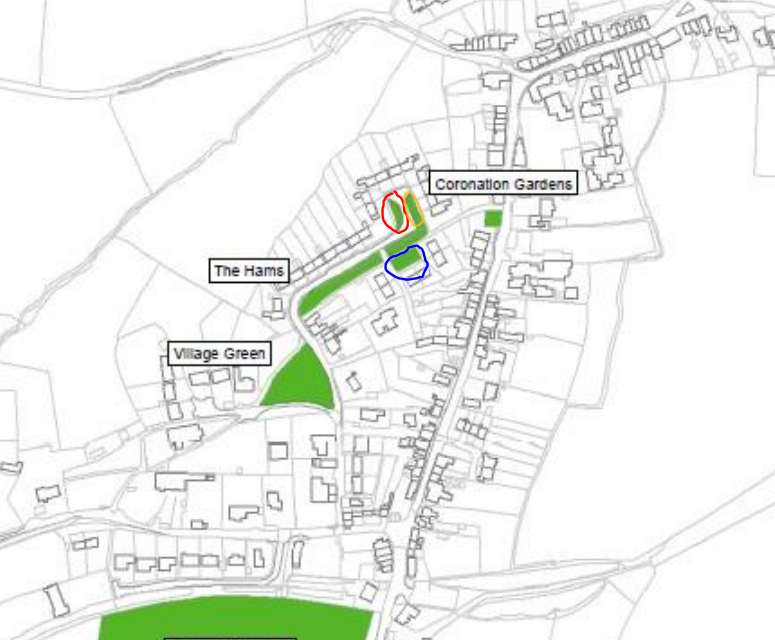 Coronation Gardens
The Hams
Village Green